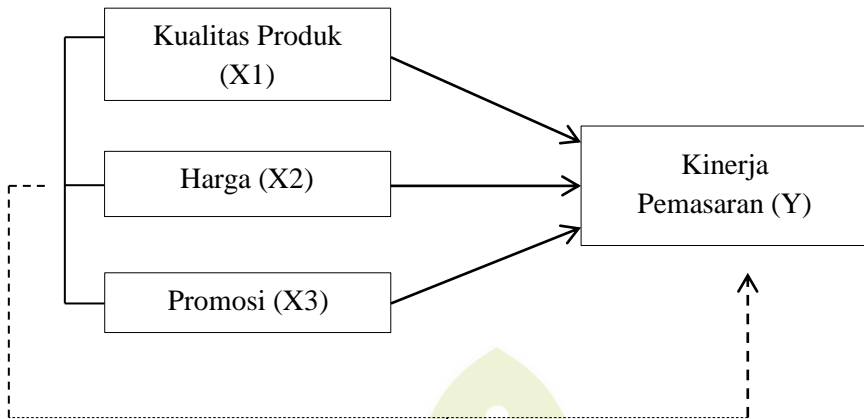 Kualitas Produk
(X1)
Harga (X2)
Promosi (X3)
Kinerja
Pemasaran (Y)